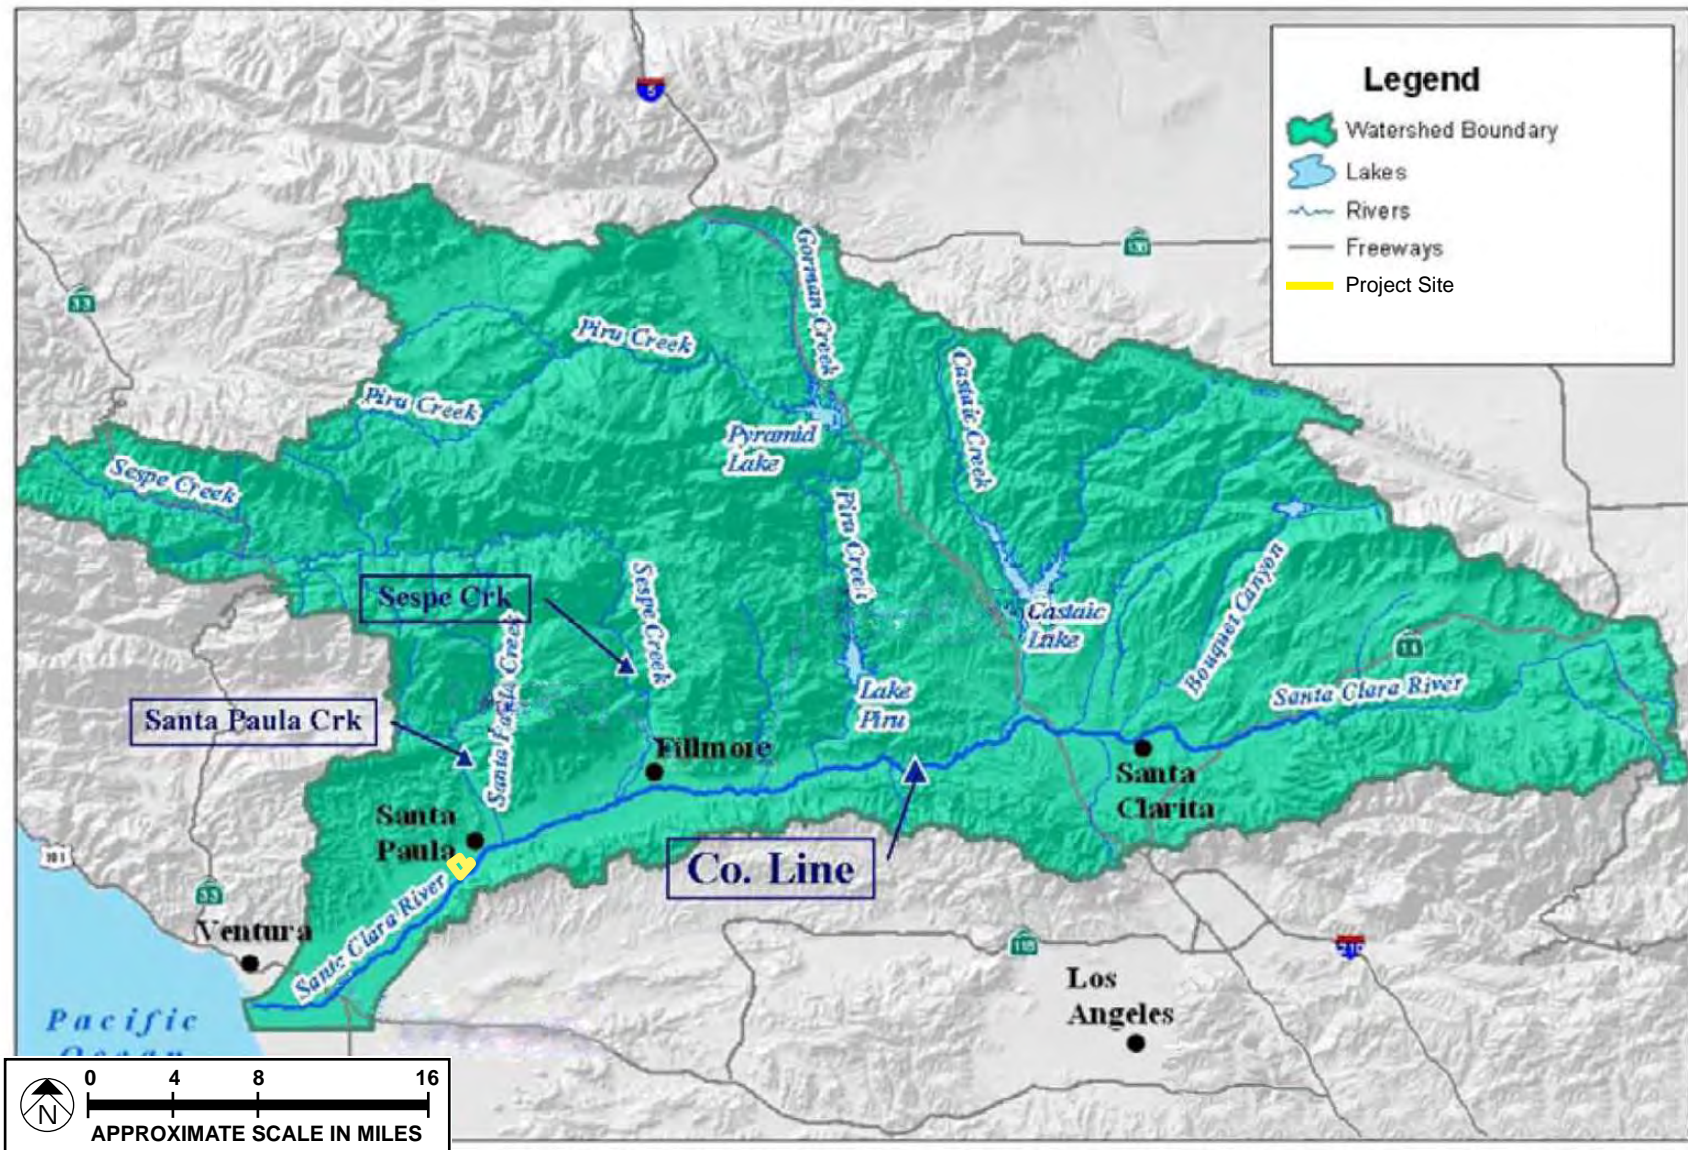 Legend
Watershed Boundary
Lakes
Rivers
Freeways
Project Site
5
33
Gorman Creek
Piru Creek
Piru Creek
Castaic Creek
Pyramid
Lake
Sespe Creek
Piru Creek
Bouquet Canyon
Sespe Crk
Sespe Creek
Castaic
Lake
14
Santa Clara River
Santa Paula Creek
Lake
Piru
Santa Paula Crk
Fillmore
Santa
Clarita
Santa
Paula
Co. Line
101
33
Ventura
Santa Clara River
118
210
Los
Angeles
Pacific
Ocean
N
0 4 8 16
APPROXIMATE SCALE IN MILES